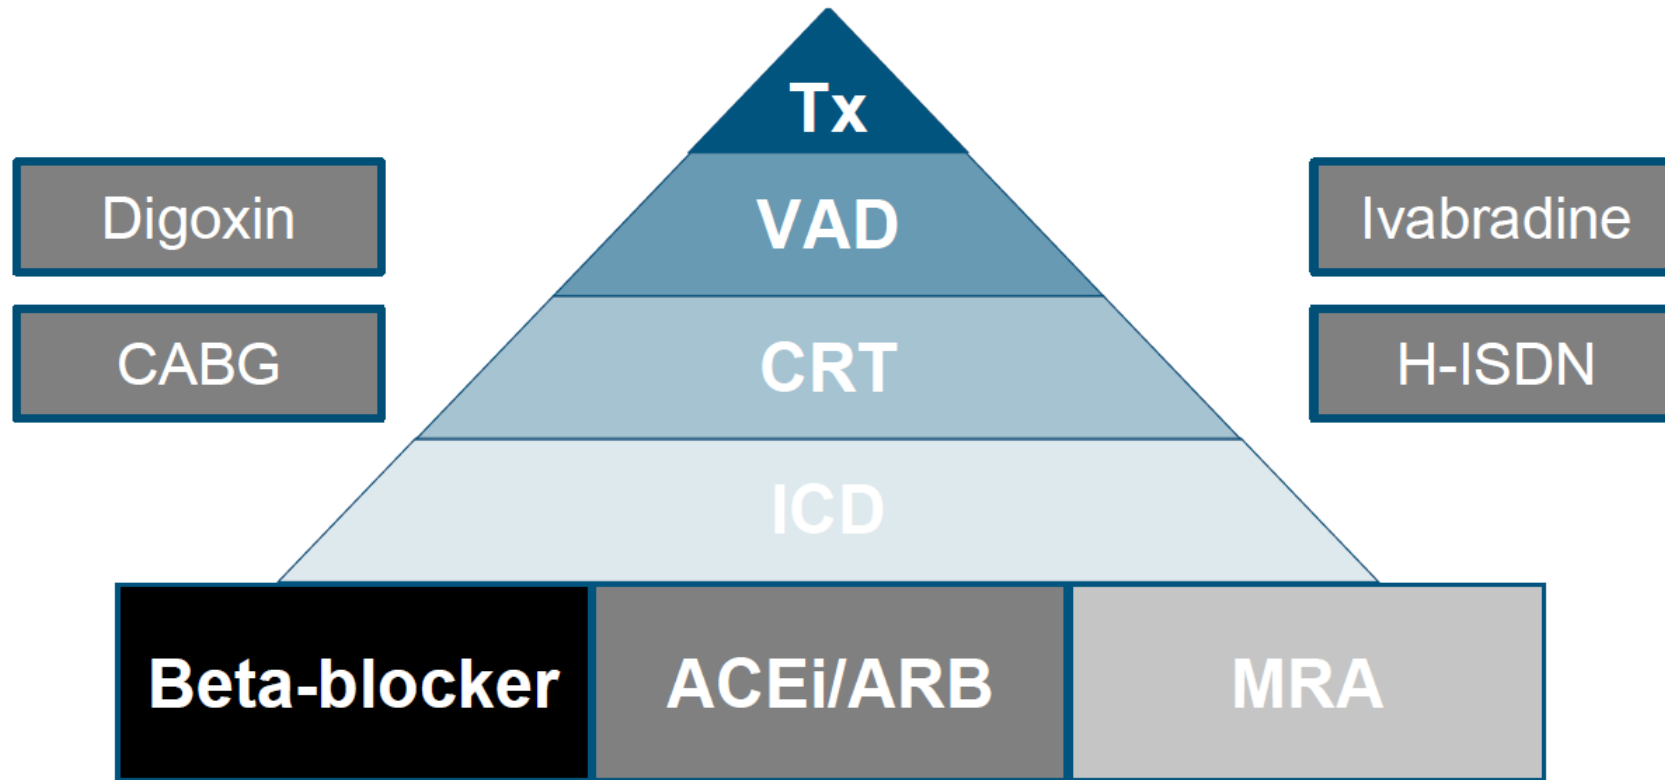 Tx
Digoxin
VAD
Ivabradine
CABG
CRT
H-ISDN
ICD
Beta-blocker
ACEi/ARB
MRA